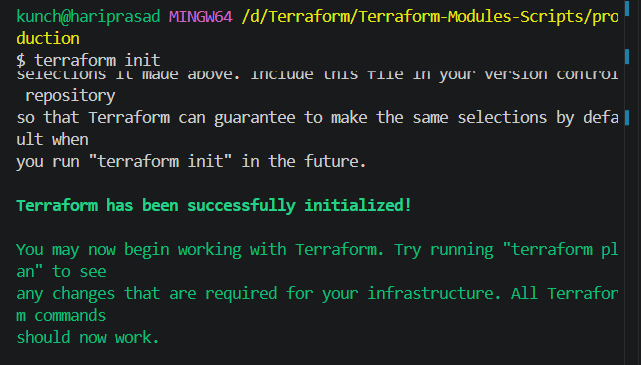 kunch@hariprasad MINGW64 /d/Terraform/Terraform-Modules-Scripts/pro
duction
$ terraform init
selections it made above. Include this file in your version control
 repository
so that Terraform can guarantee to make the same selections by defa
ult when
you run "terraform init" in the future.
Terraform has been successfully initialized!
You may now begin working with Terraform. Try running "terraform pl
an" to see
any changes that are required for your infrastructure. All Terrafor
m commands
should now work.